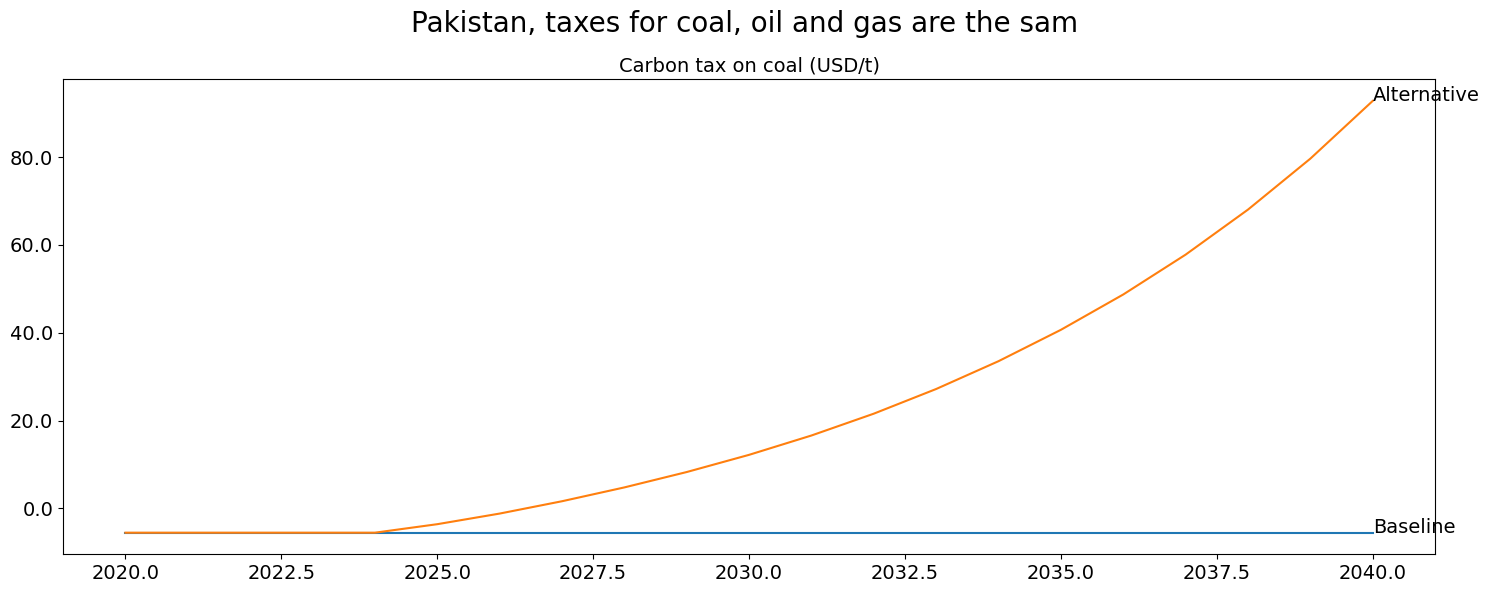 Pakistan, taxes for coal, oil and gas are the sam
Carbon tax on coal (USD/t)
Alternative
80.0
60.0
40.0
20.0
0.0
Baseline
2020.0 2022.5 2025.0 2027.5 2030.0 2032.5 2035.0 2037.5 2040.0